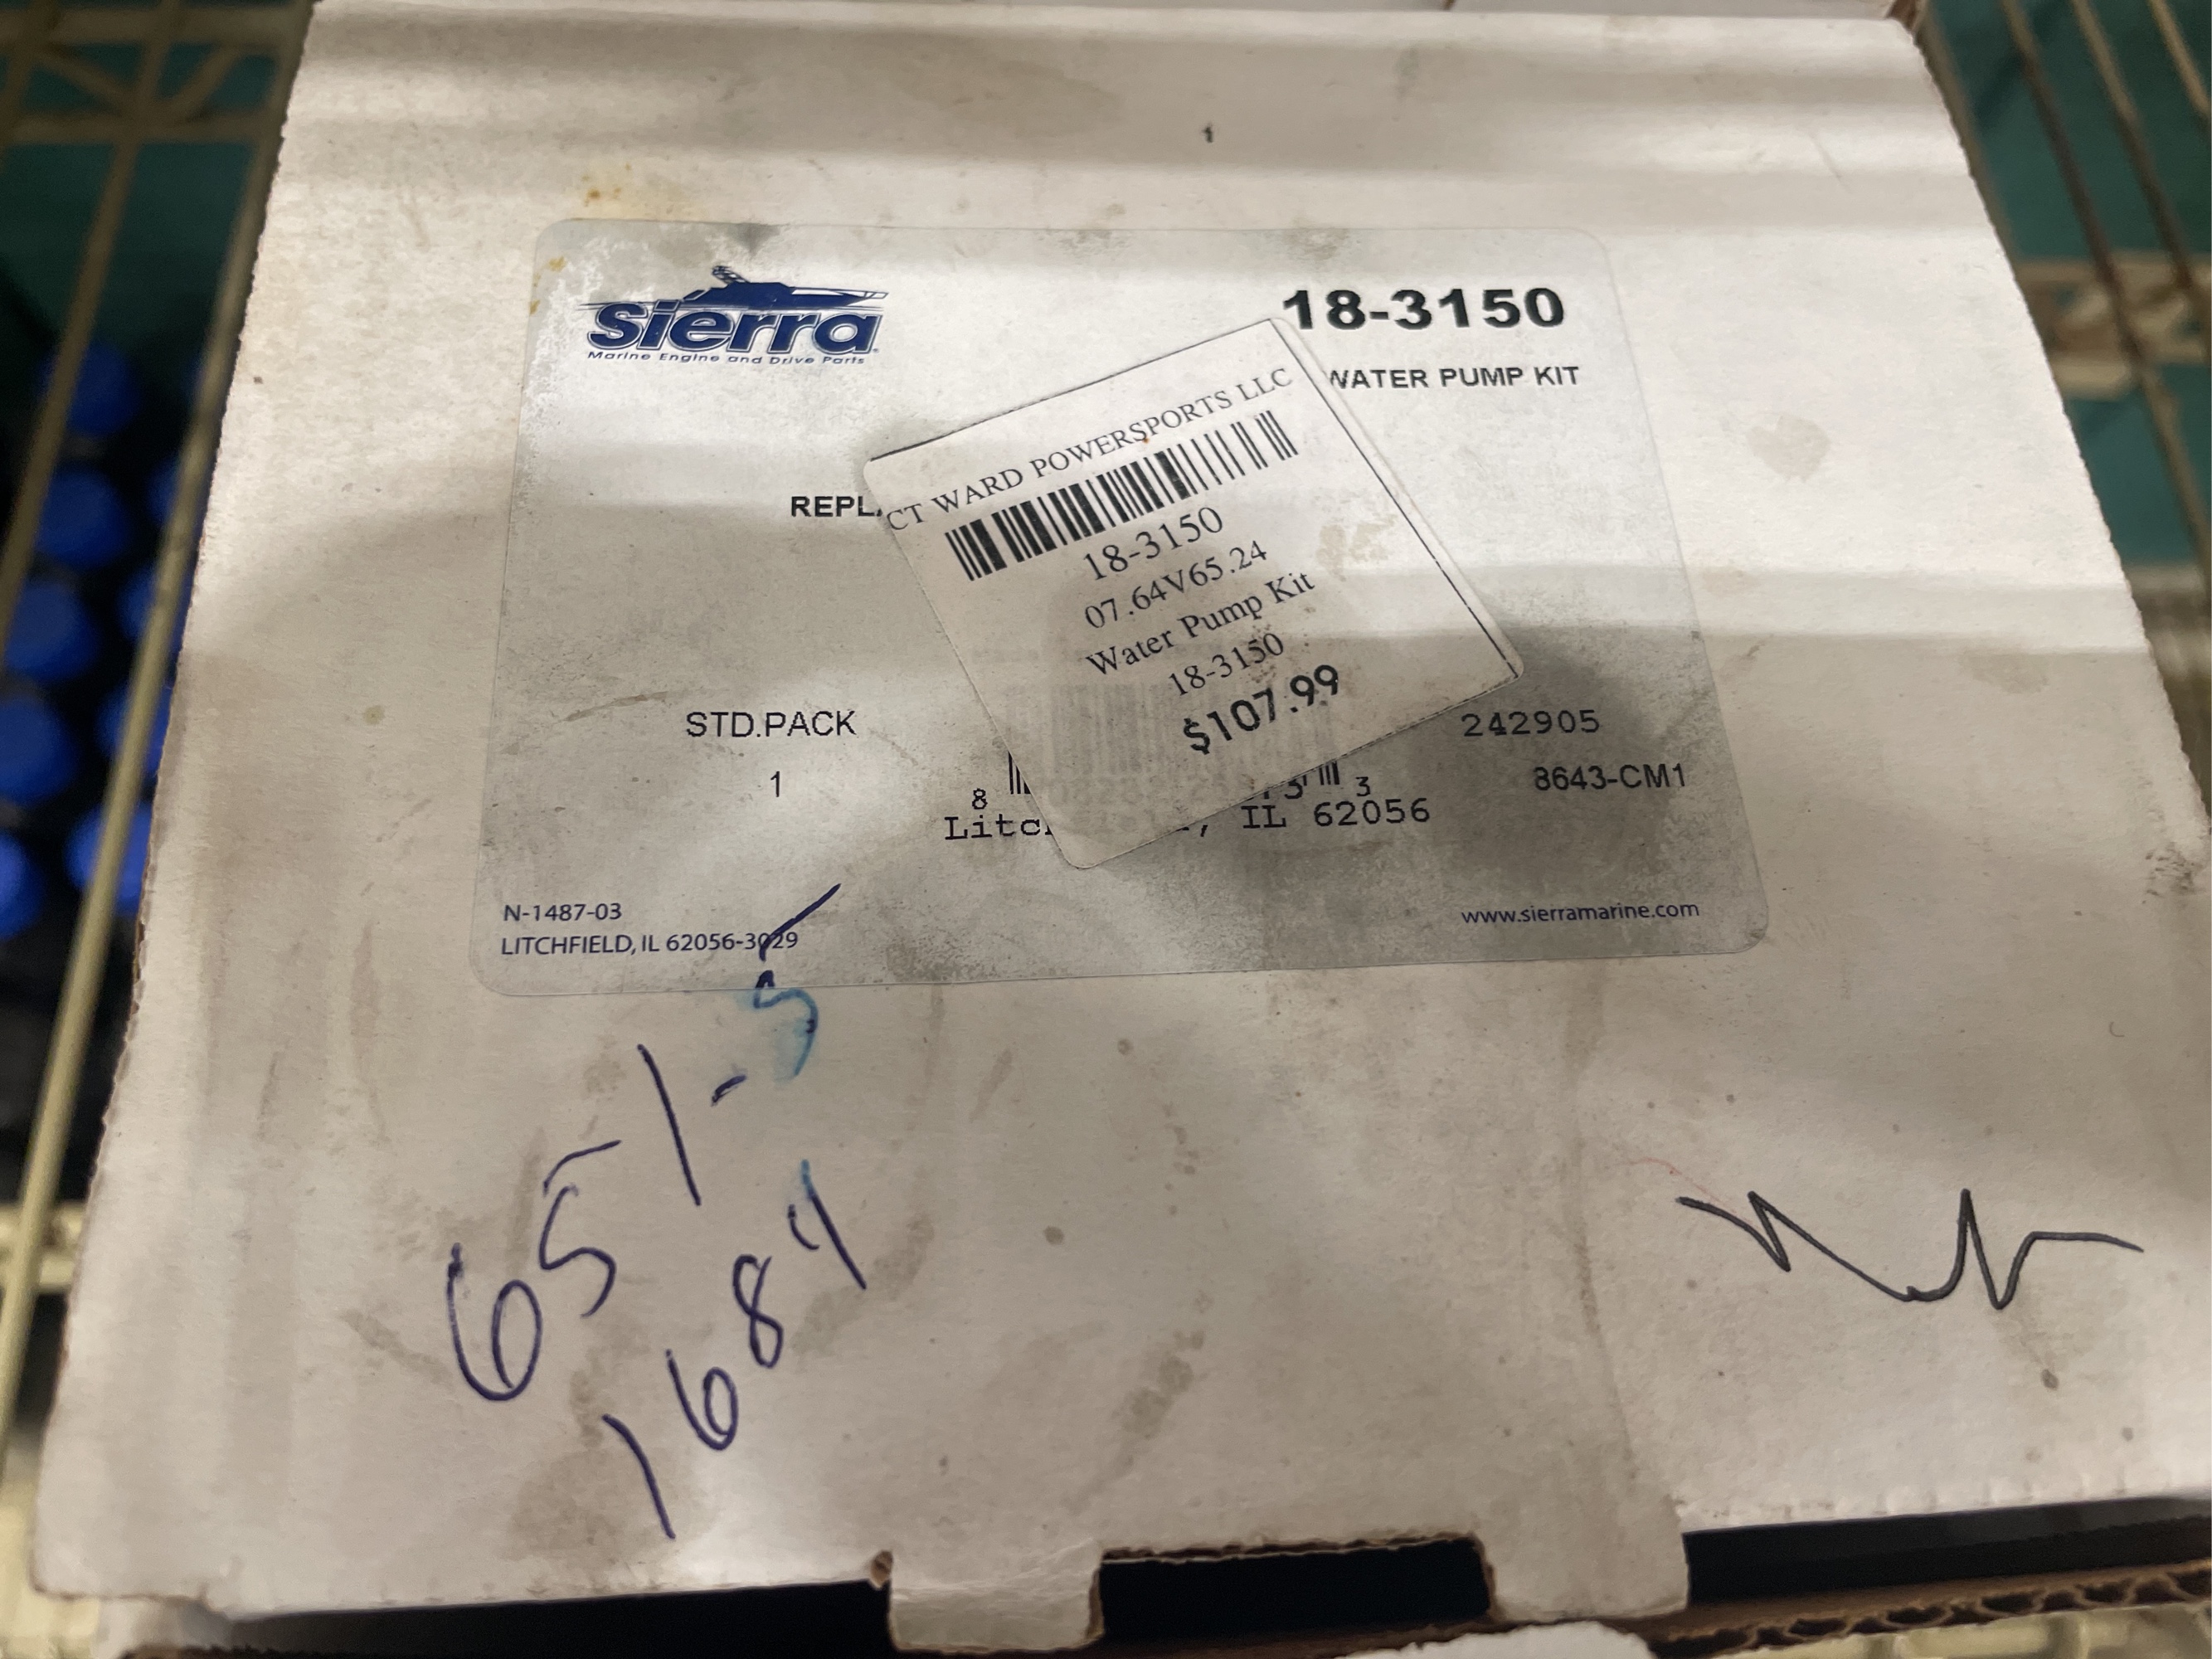 sierra
Marine Engine and Drive Parts
18-3150
WATER PUMP KIT
CT WARD POWERSPORTS LLC
18-3150
07.64V65.24
Water Pump Kit
18-3150
$107.99
STD.PACK
1
242905
8643-CM1
8
3
IL 62056
N-1487-03
LITCHFIELD, IL 62056-3029
www.sierramarine.com
651-5
1684